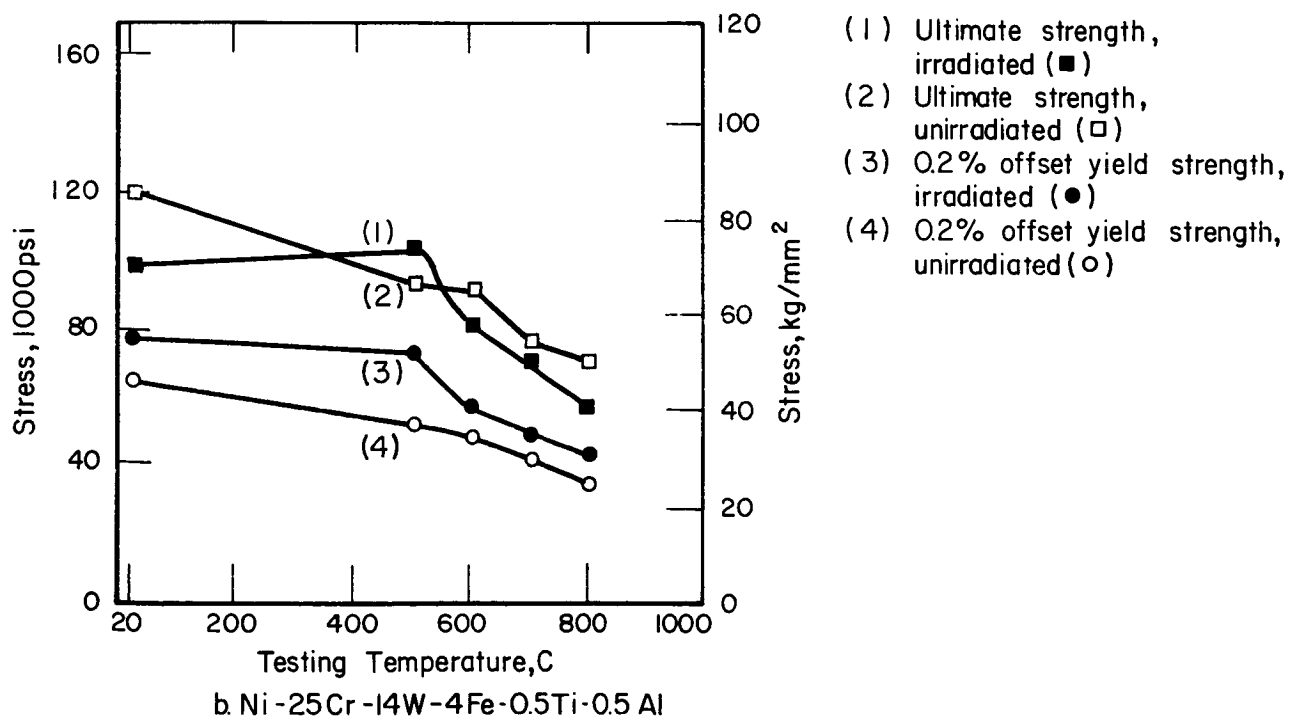 160
120
80
40
0
Stress, 1000psi
20 200 400 600 800 1000
Testing Temperature,C
120
100
80
60
40
20
0
Stress, kg/mm²
(1)
(2)
(3)
(4)
(1) Ultimate strength,
irradiated (■)
(2) Ultimate strength,
unirradiated (□)
(3) 0.2% offset yield strength,
irradiated (●)
(4) 0.2% offset yield strength,
unirradiated (○)
b. Ni-25Cr-14W-4Fe-0.5Ti-0.5Al